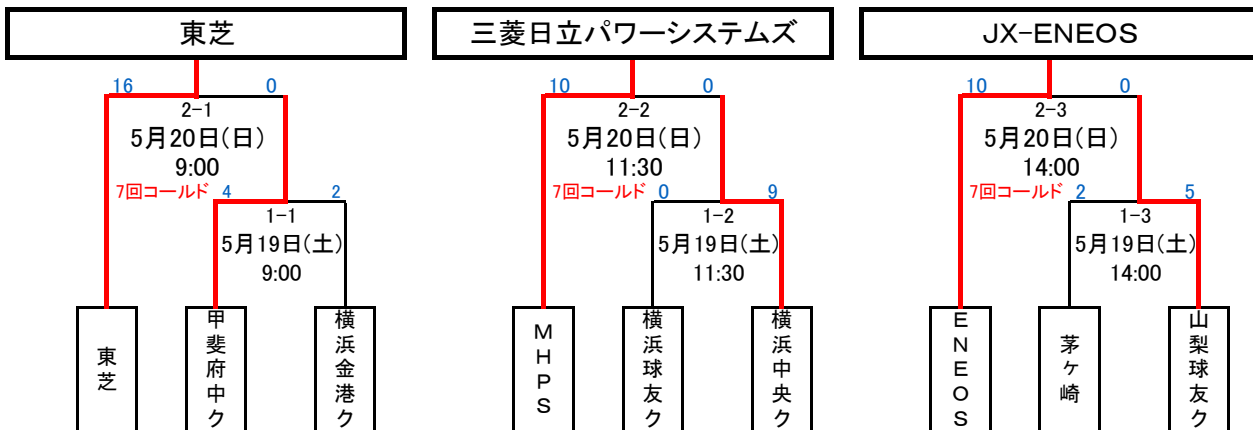 東芝
三菱日立パワーシステムズ
JX-ENEOS
16 0
10 0
10 0
2-1
2-2
2-3
5月20日(日)
5月20日(日)
5月20日(日)
9:00
11:30
14:00
7回コールド 4 2
7回コールド 0 9
7回コールド 2 5
1-1
1-2
1-3
5月19日(土)
5月19日(土)
5月19日(土)
9:00
11:30
14:00
東芝
甲斐府中ク
横浜金港ク
MHPS
横浜球友ク
横浜中央ク
ENEOS
茅ヶ崎
山梨球友ク